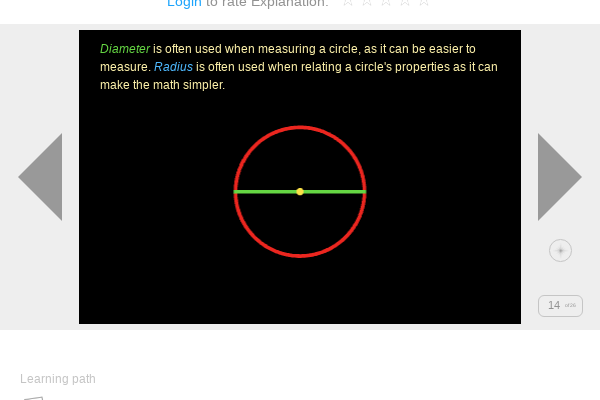 Login to rate Explanation:
Diameter is often used when measuring a circle, as it can be easier to
measure. Radius is often used when relating a circle's properties as it can
make the math simpler.
14
Learning path